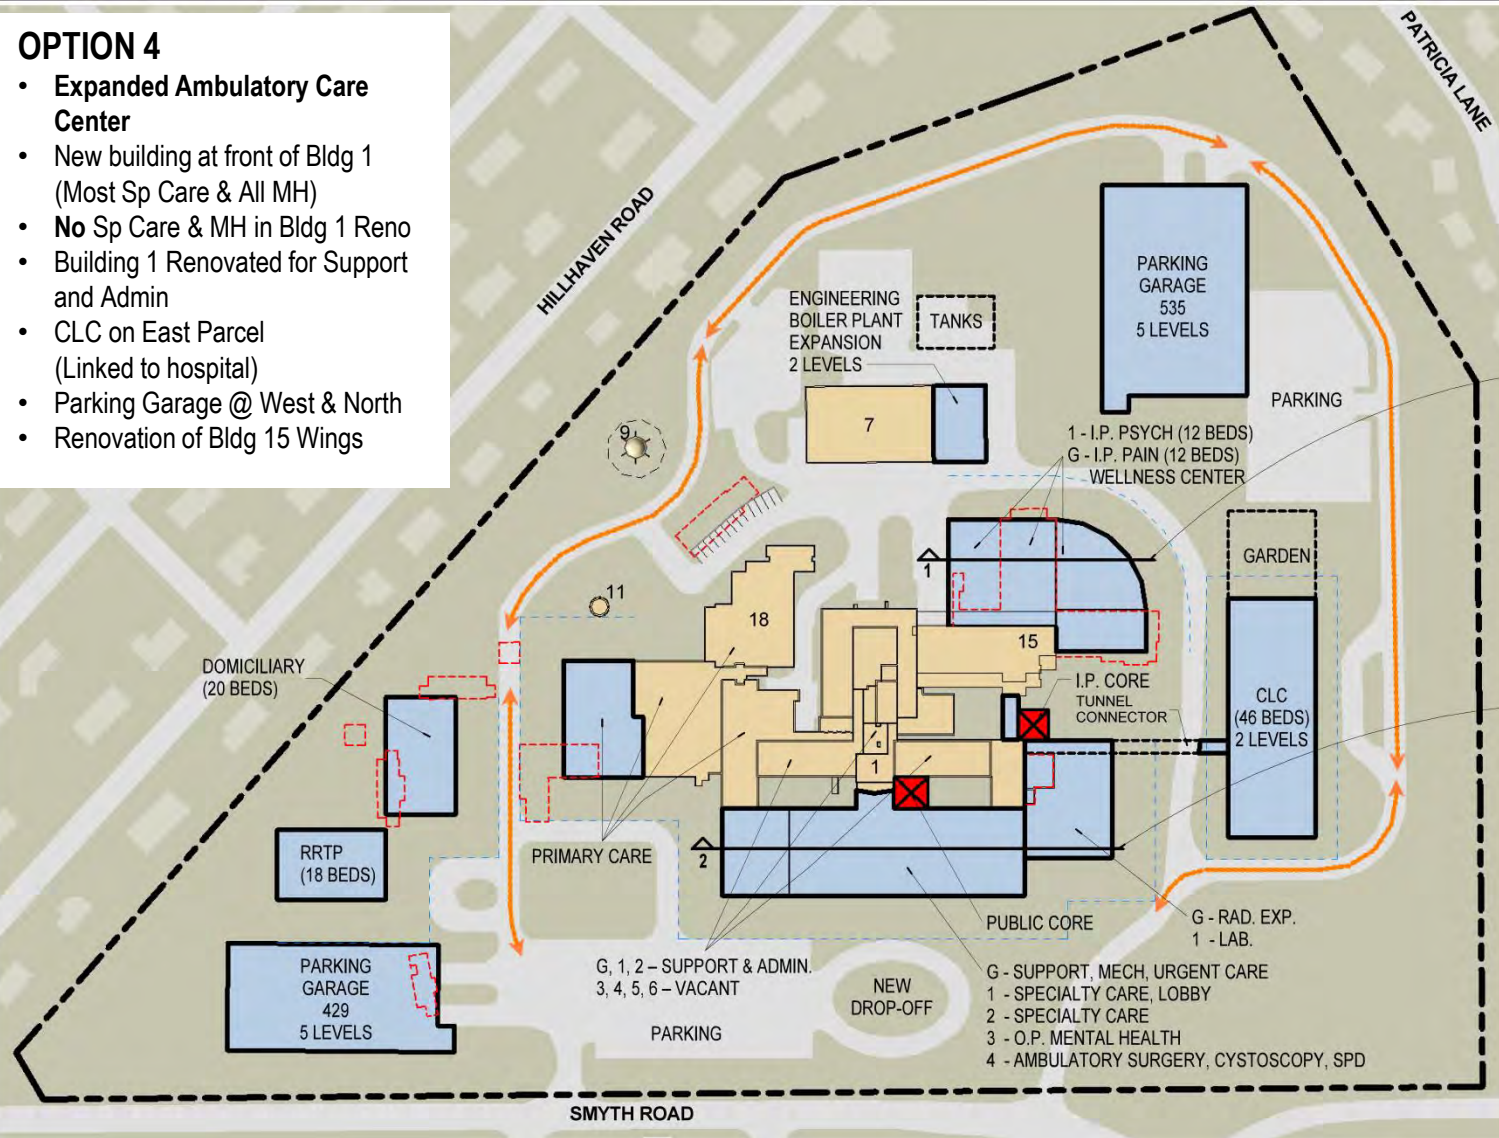 OPTION 4
• Expanded Ambulatory Care
Center
• New building at front of Bldg 1
(Most Sp Care & All MH)
• No Sp Care & MH in Bldg 1 Reno
• Building 1 Renovated for Support
and Admin
• CLC on East Parcel
(Linked to hospital)
• Parking Garage @ West & North
• Renovation of Bldg 15 Wings
PATRICIA LANE
HILLHAVEN ROAD
PARKING
GARAGE
535
5 LEVELS
ENGINEERING
BOILER PLANT
EXPANSION
2 LEVELS
TANKS
PARKING
7
9
1 - I.P. PSYCH (12 BEDS)
G - I.P. PAIN (12 BEDS)
WELLNESS CENTER
1
GARDEN
11
18
15
DOMICILIARY
(20 BEDS)
I.P. CORE
TUNNEL
CONNECTOR
CLC
(46 BEDS)
2 LEVELS
1
RRTP
(18 BEDS)
PRIMARY CARE
2
PUBLIC CORE
G - RAD. EXP.
1 - LAB.
PARKING
GARAGE
429
5 LEVELS
G, 1, 2 – SUPPORT & ADMIN.
3, 4, 5, 6 – VACANT
PARKING
NEW
DROP-OFF
G - SUPPORT, MECH, URGENT CARE
1 - SPECIALTY CARE, LOBBY
2 - SPECIALTY CARE
3 - O.P. MENTAL HEALTH
4 - AMBULATORY SURGERY, CYSTOSCOPY, SPD
SMYTH ROAD